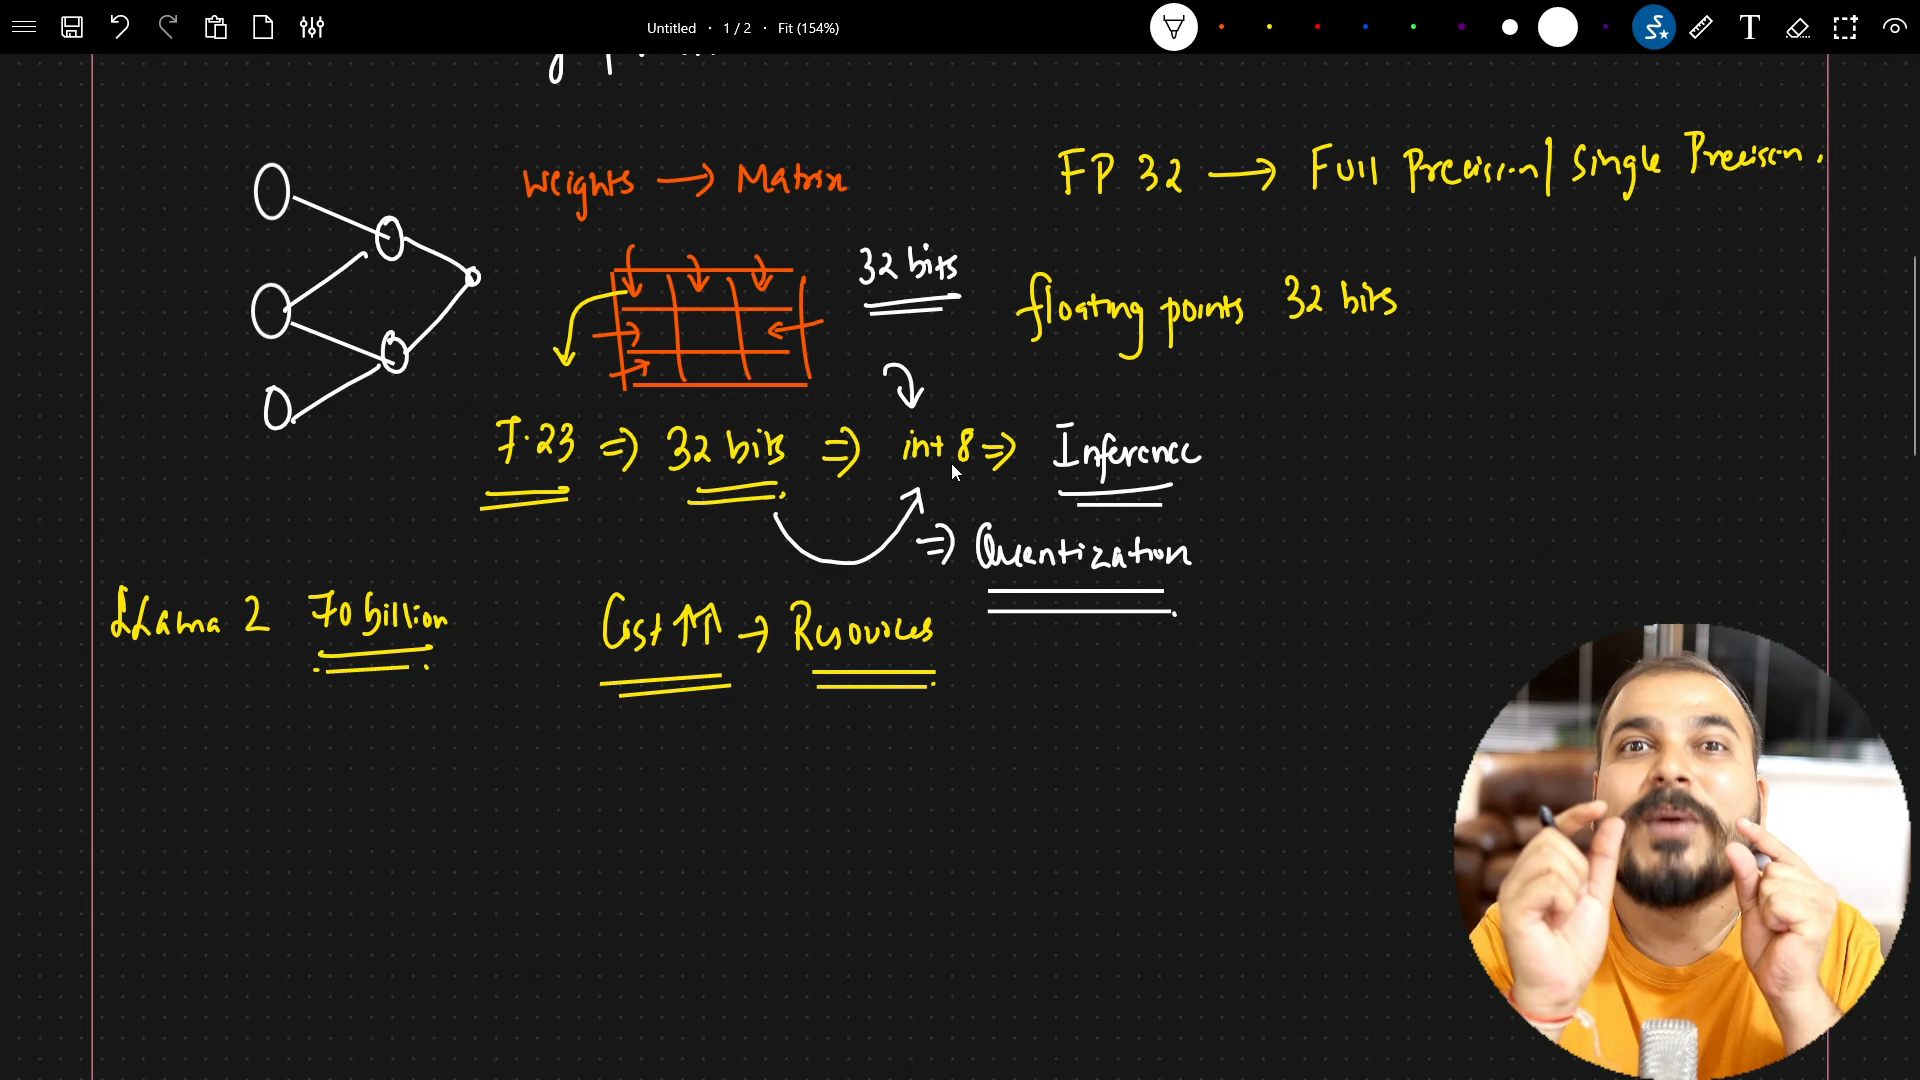 Untitled · 1 / 2 · Fit (154%)
T
FP 32 → Full Precision / Single Precision.
Weights → Matrix
32 bits
floating points 32 bits
7.23 ⇒ 32 bits ⇒ int 8 ⇒ Inference
⇒ Quantization
LLama 2 70 billion
Cost ↑↑ → Resources